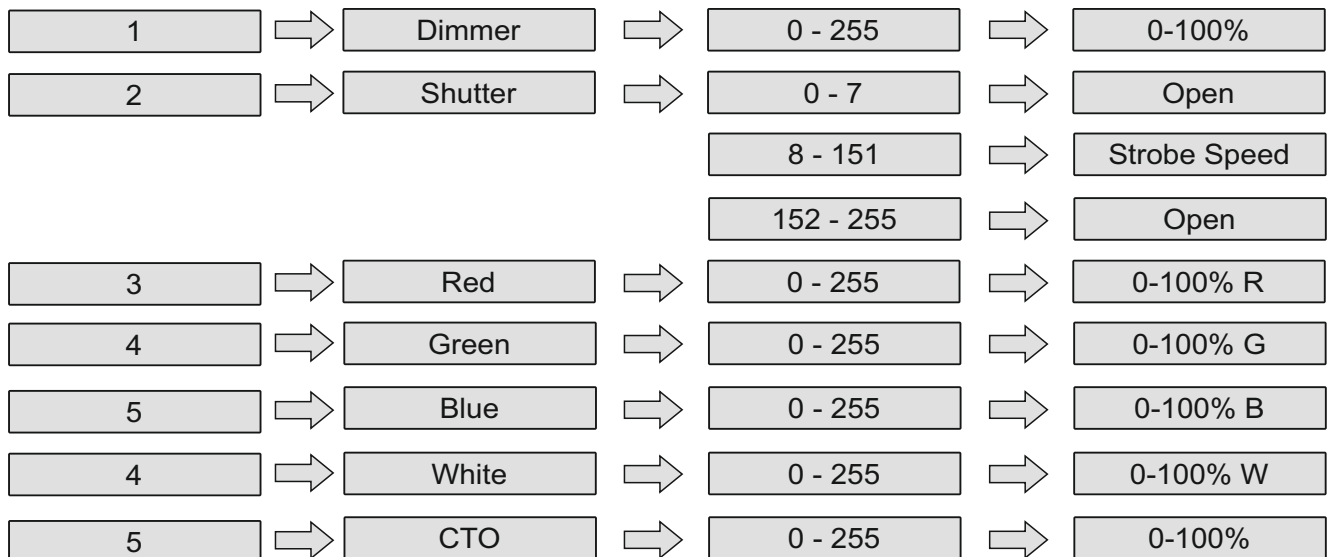 1 Dimmer 0 - 255 0-100%
2 Shutter 0 - 7 Open
8 - 151 Strobe Speed
152 - 255 Open
3 Red 0 - 255 0-100% R
4 Green 0 - 255 0-100% G
5 Blue 0 - 255 0-100% B
4 White 0 - 255 0-100% W
5 CTO 0 - 255 0-100%